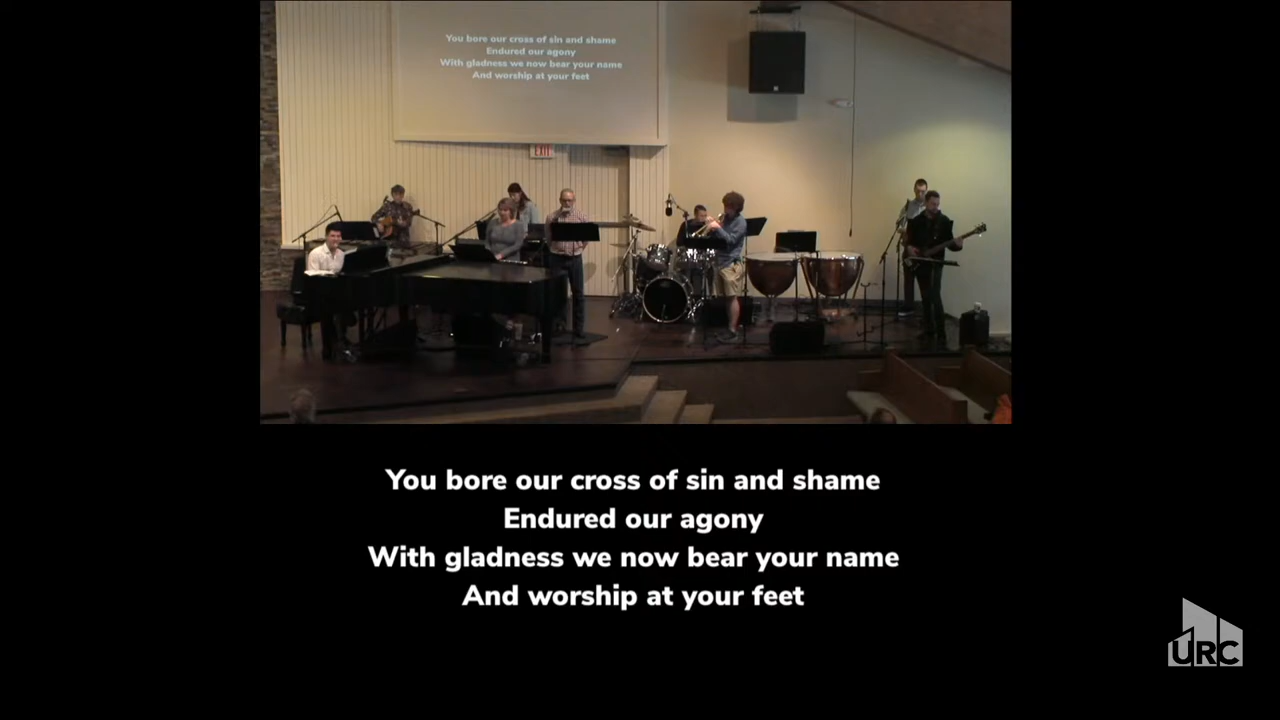 You bore our cross of sin and shame
Endured our agony
With gladness we now bear your name
And worship at your feet
EXIT
You bore our cross of sin and shame
Endured our agony
With gladness we now bear your name
And worship at your feet
URC